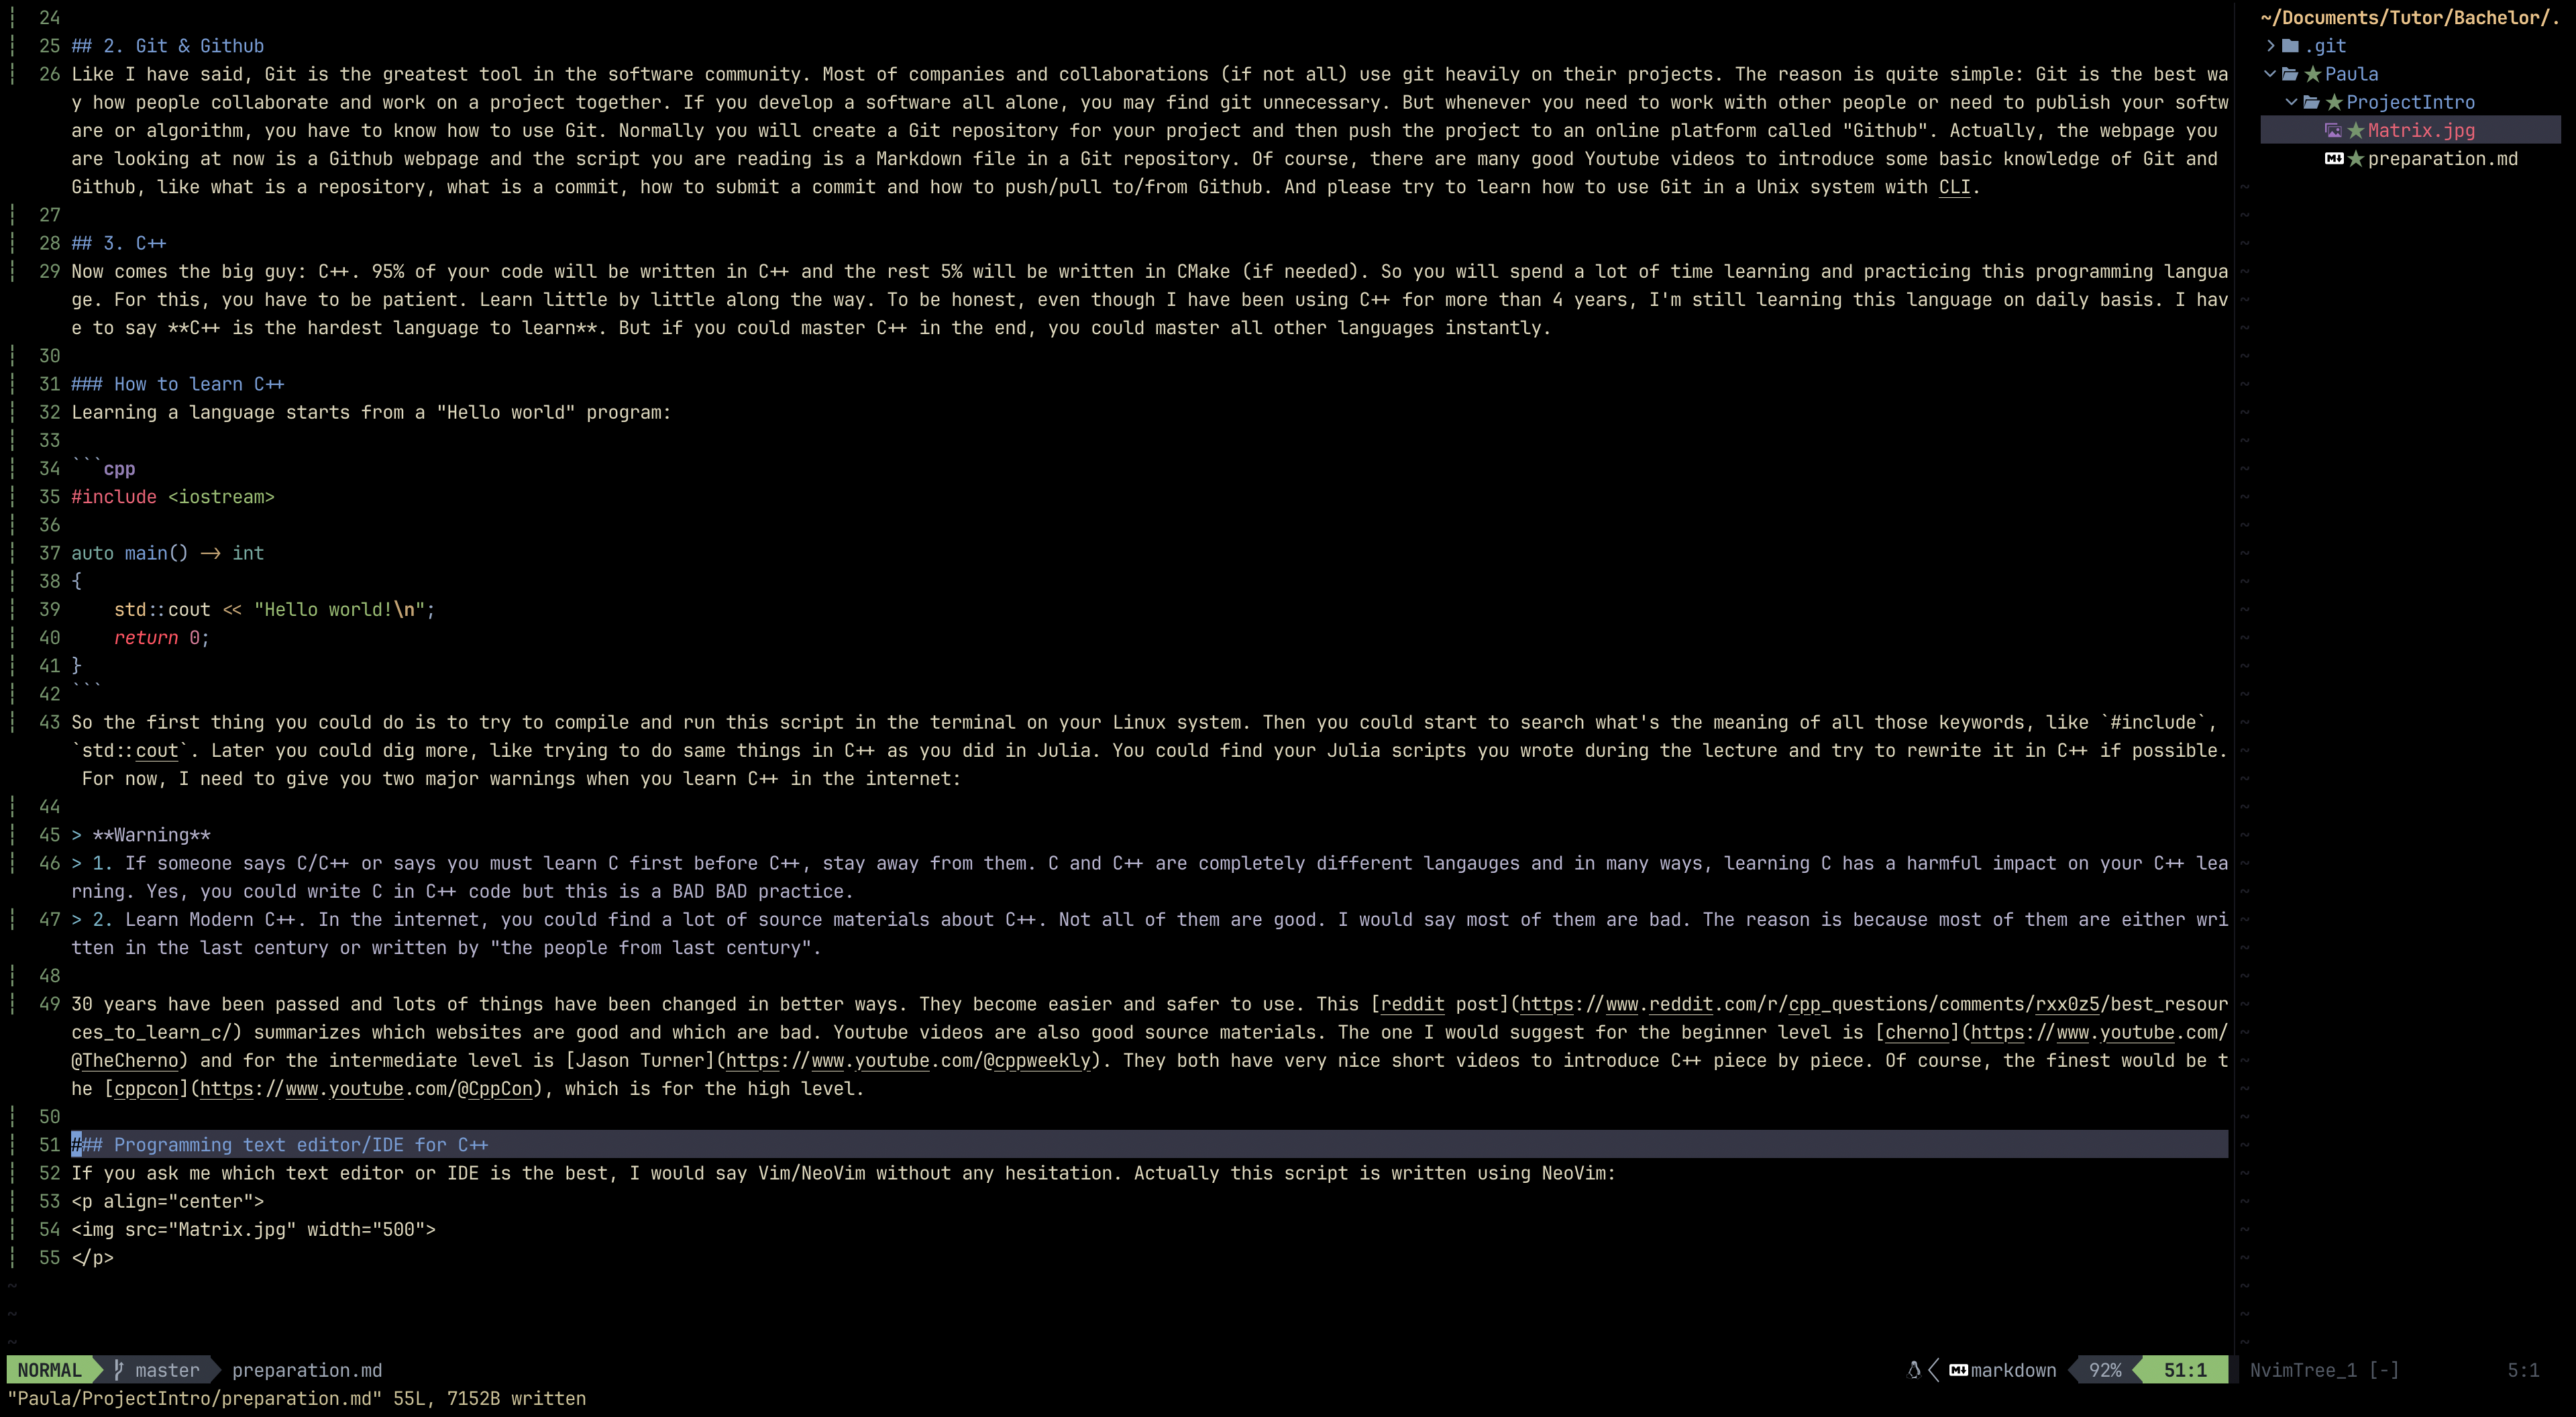 24
25 ## 2. Git & Github
26 Like I have said, Git is the greatest tool in the software community. Most of companies and collaborations (if not all) use git heavily on their projects. The reason is quite simple: Git is the best wa
y how people collaborate and work on a project together. If you develop a software all alone, you may find git unnecessary. But whenever you need to work with other people or need to publish your softw
are or algorithm, you have to know how to use Git. Normally you will create a Git repository for your project and then push the project to an online platform called "Github". Actually, the webpage you
are looking at now is a Github webpage and the script you are reading is a Markdown file in a Git repository. Of course, there are many good Youtube videos to introduce some basic knowledge of Git and
Github, like what is a repository, what is a commit, how to submit a commit and how to push/pull to/from Github. And please try to learn how to use Git in a Unix system with CLI.
27
28 ## 3. C++
29 Now comes the big guy: C++. 95% of your code will be written in C++ and the rest 5% will be written in CMake (if needed). So you will spend a lot of time learning and practicing this programming langua
ge. For this, you have to be patient. Learn little by little along the way. To be honest, even though I have been using C++ for more than 4 years, I'm still learning this language on daily basis. I hav
e to say **C++ is the hardest language to learn**. But if you could master C++ in the end, you could master all other languages instantly.
30
31 ### How to learn C++
32 Learning a language starts from a "Hello world" program:
33
34 ```cpp
35 #include <iostream>
36
37 auto main() -> int
38 {
39     std::cout << "Hello world!\n";
40     return 0;
41 }
42 ```
43 So the first thing you could do is to try to compile and run this script in the terminal on your Linux system. Then you could start to search what's the meaning of all those keywords, like `#include`,
`std::cout`. Later you could dig more, like trying to do same things in C++ as you did in Julia. You could find your Julia scripts you wrote during the lecture and try to rewrite it in C++ if possible.
For now, I need to give you two major warnings when you learn C++ in the internet:
44
45 > **Warning**
46 > 1. If someone says C/C++ or says you must learn C first before C++, stay away from them. C and C++ are completely different langauges and in many ways, learning C has a harmful impact on your C++ lea
rning. Yes, you could write C in C++ code but this is a BAD BAD practice.
47 > 2. Learn Modern C++. In the internet, you could find a lot of source materials about C++. Not all of them are good. I would say most of them are bad. The reason is because most of them are either wri
tten in the last century or written by "the people from last century".
48
49 30 years have been passed and lots of things have been changed in better ways. They become easier and safer to use. This [reddit post](https://www.reddit.com/r/cpp_questions/comments/rxx0z5/best_resour
ces_to_learn_c/) summarizes which websites are good and which are bad. Youtube videos are also good source materials. The one I would suggest for the beginner level is [cherno](https://www.youtube.com/
@TheCherno) and for the intermediate level is [Jason Turner](https://www.youtube.com/@cppweekly). They both have very nice short videos to introduce C++ piece by piece. Of course, the finest would be t
he [cppcon](https://www.youtube.com/@CppCon), which is for the high level.
50
51 ### Programming text editor/IDE for C++
52 If you ask me which text editor or IDE is the best, I would say Vim/NeoVim without any hesitation. Actually this script is written using NeoVim:
53 <p align="center">
54 <img src="Matrix.jpg" width="500">
55 </p>
~
~
~
NORMAL master preparation.md markdown 92% 51:1
"Paula/ProjectIntro/preparation.md" 55L, 7152B written
~/Documents/Tutor/Bachelor/.
.git
Paula
ProjectIntro
Matrix.jpg
preparation.md
NvimTree_1 [-] 5:1